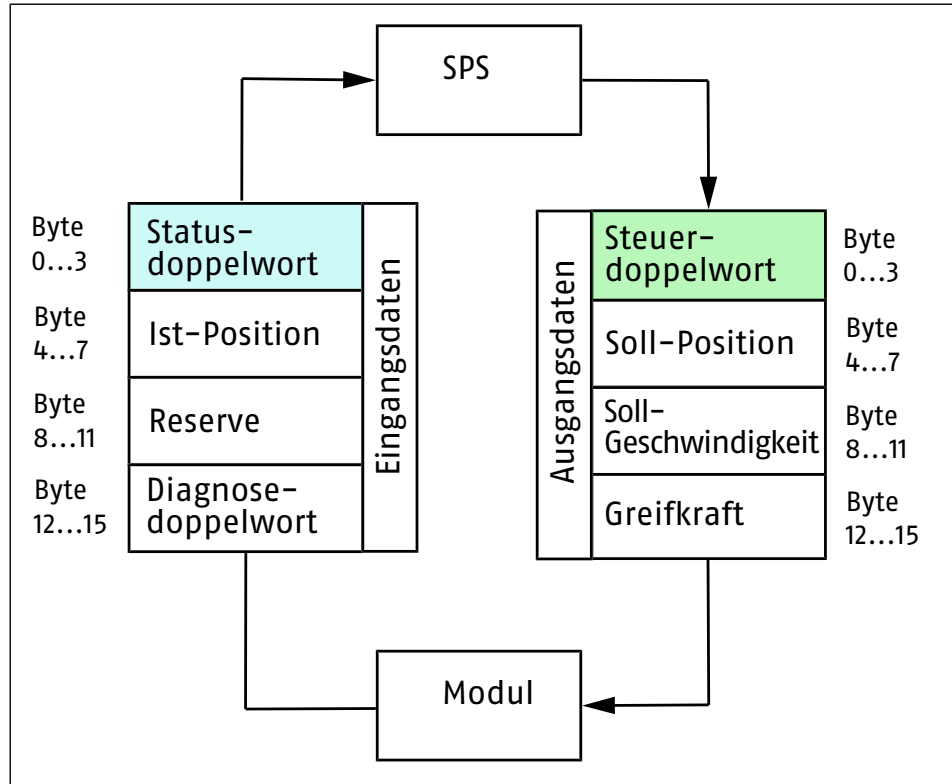 SPS
Byte
0...3
Status-
doppelwort
Byte
4...7
Ist-Position
Byte
8...11
Reserve
Byte
12...15
Diagnose-
doppelwort
Eingangsdaten
Ausgangsdaten
Steuer-
doppelwort
Byte
0...3
Soll-Position
Byte
4...7
Soll-
Geschwindigkeit
Byte
8...11
Greifkraft
Byte
12...15
Modul